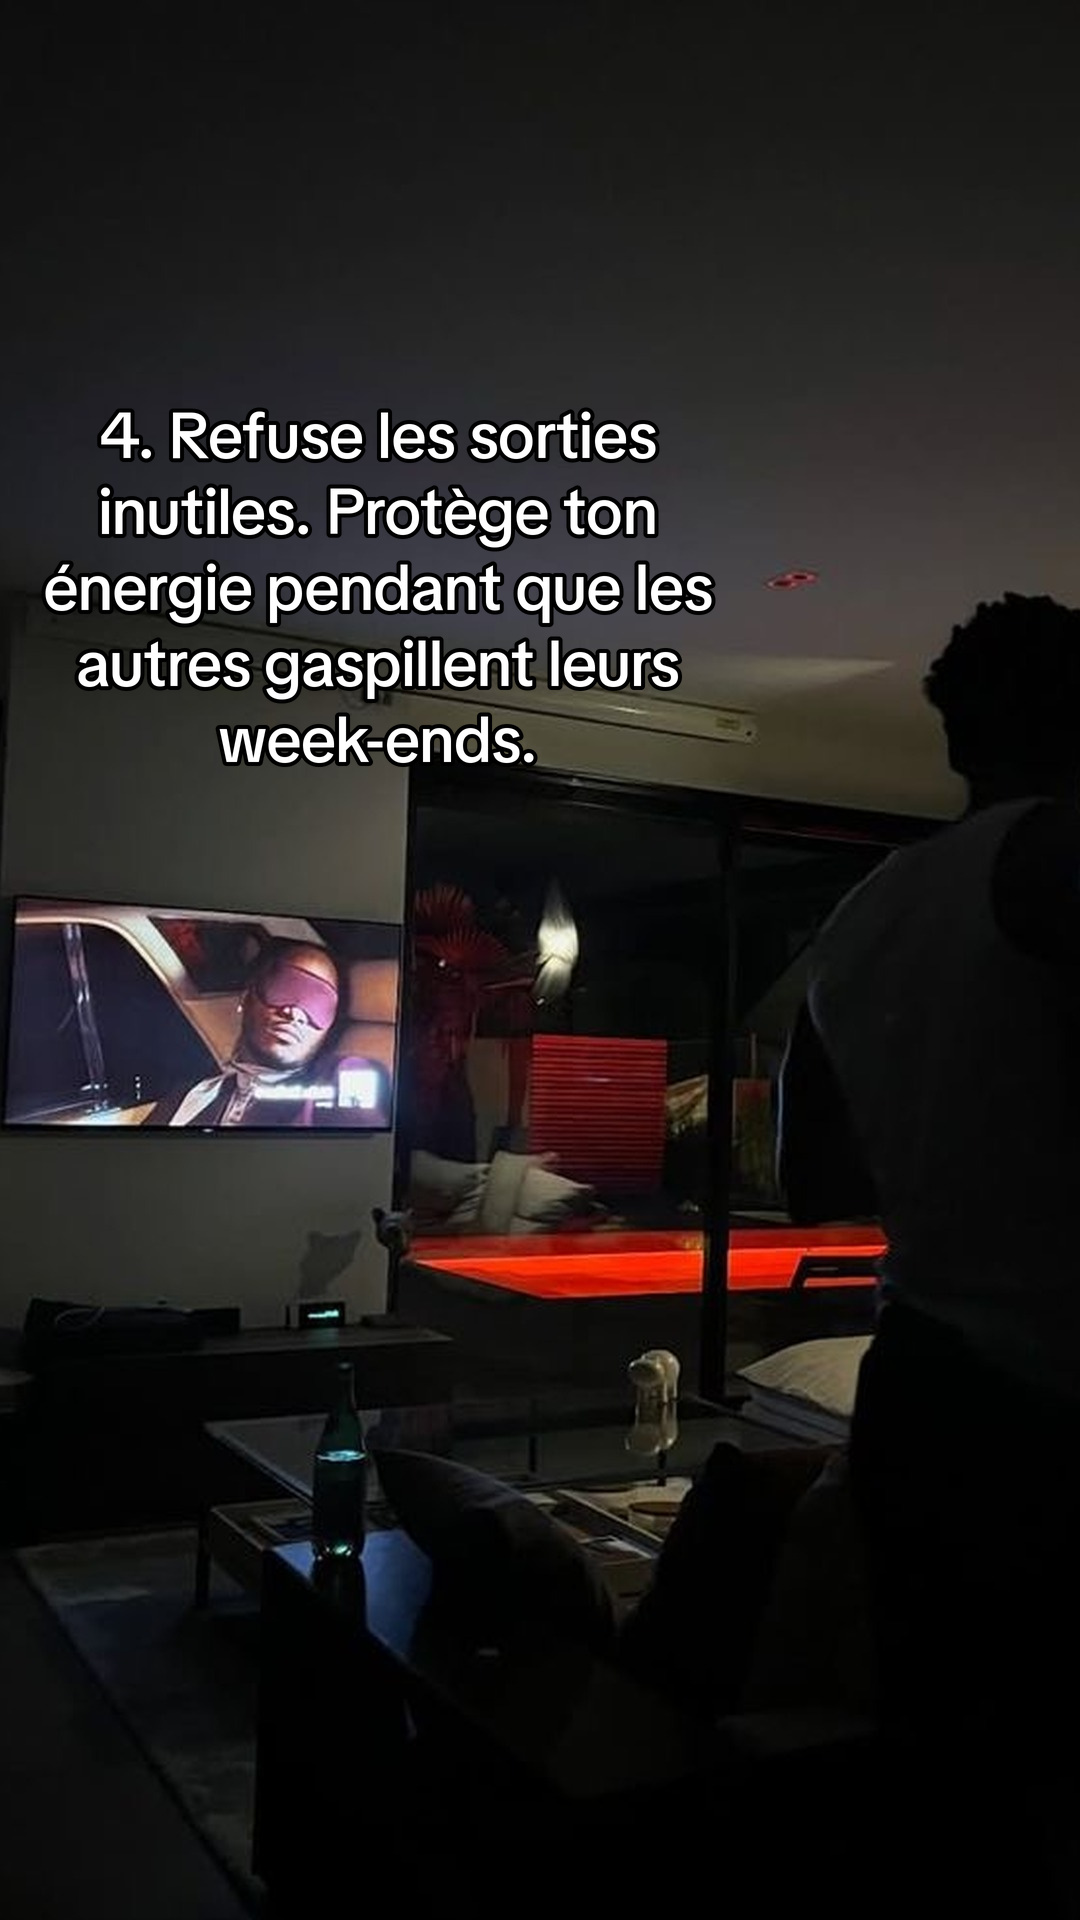 4. Refuse les sorties
inutiles. Protège ton
énergie pendant que les
autres gaspillent leurs
week-ends.